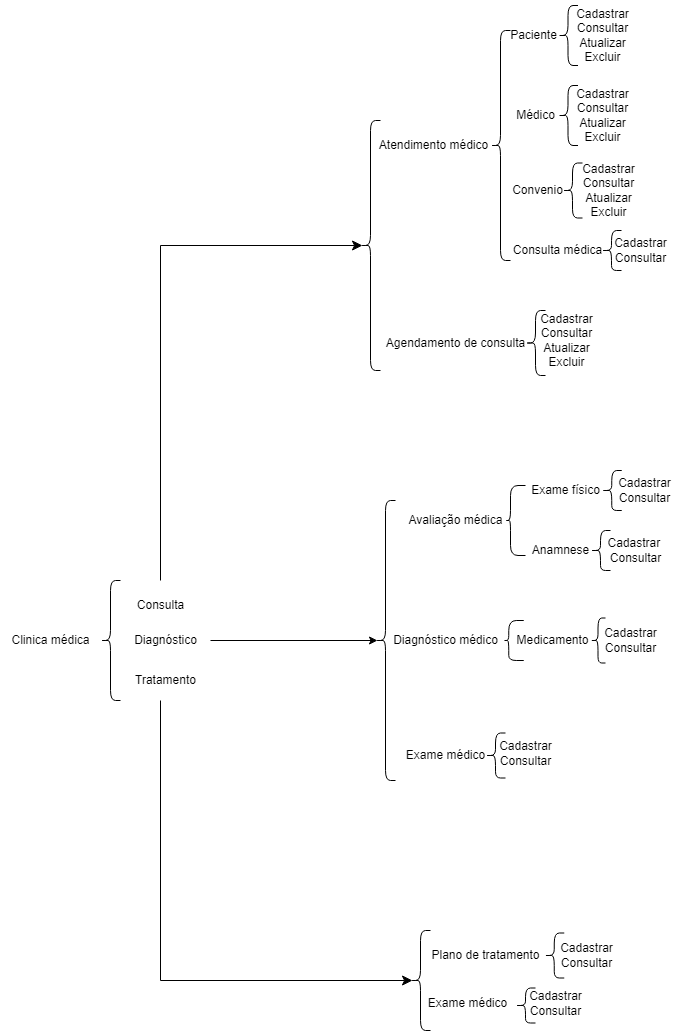 Paciente
Cadastrar
Consultar
Atualizar
Excluir
Médico
Cadastrar
Consultar
Atualizar
Excluir
Atendimento médico
Convenio
Cadastrar
Consultar
Atualizar
Excluir
Consulta médica
Cadastrar
Consultar
Agendamento de consulta
Cadastrar
Consultar
Atualizar
Excluir
Avaliação médica
Exame físico
Cadastrar
Consultar
Anamnese
Cadastrar
Consultar
Clinica médica
Consulta
Diagnóstico
Tratamento
Diagnóstico médico
Medicamento
Cadastrar
Consultar
Exame médico
Cadastrar
Consultar
Plano de tratamento
Cadastrar
Consultar
Exame médico
Cadastrar
Consultar